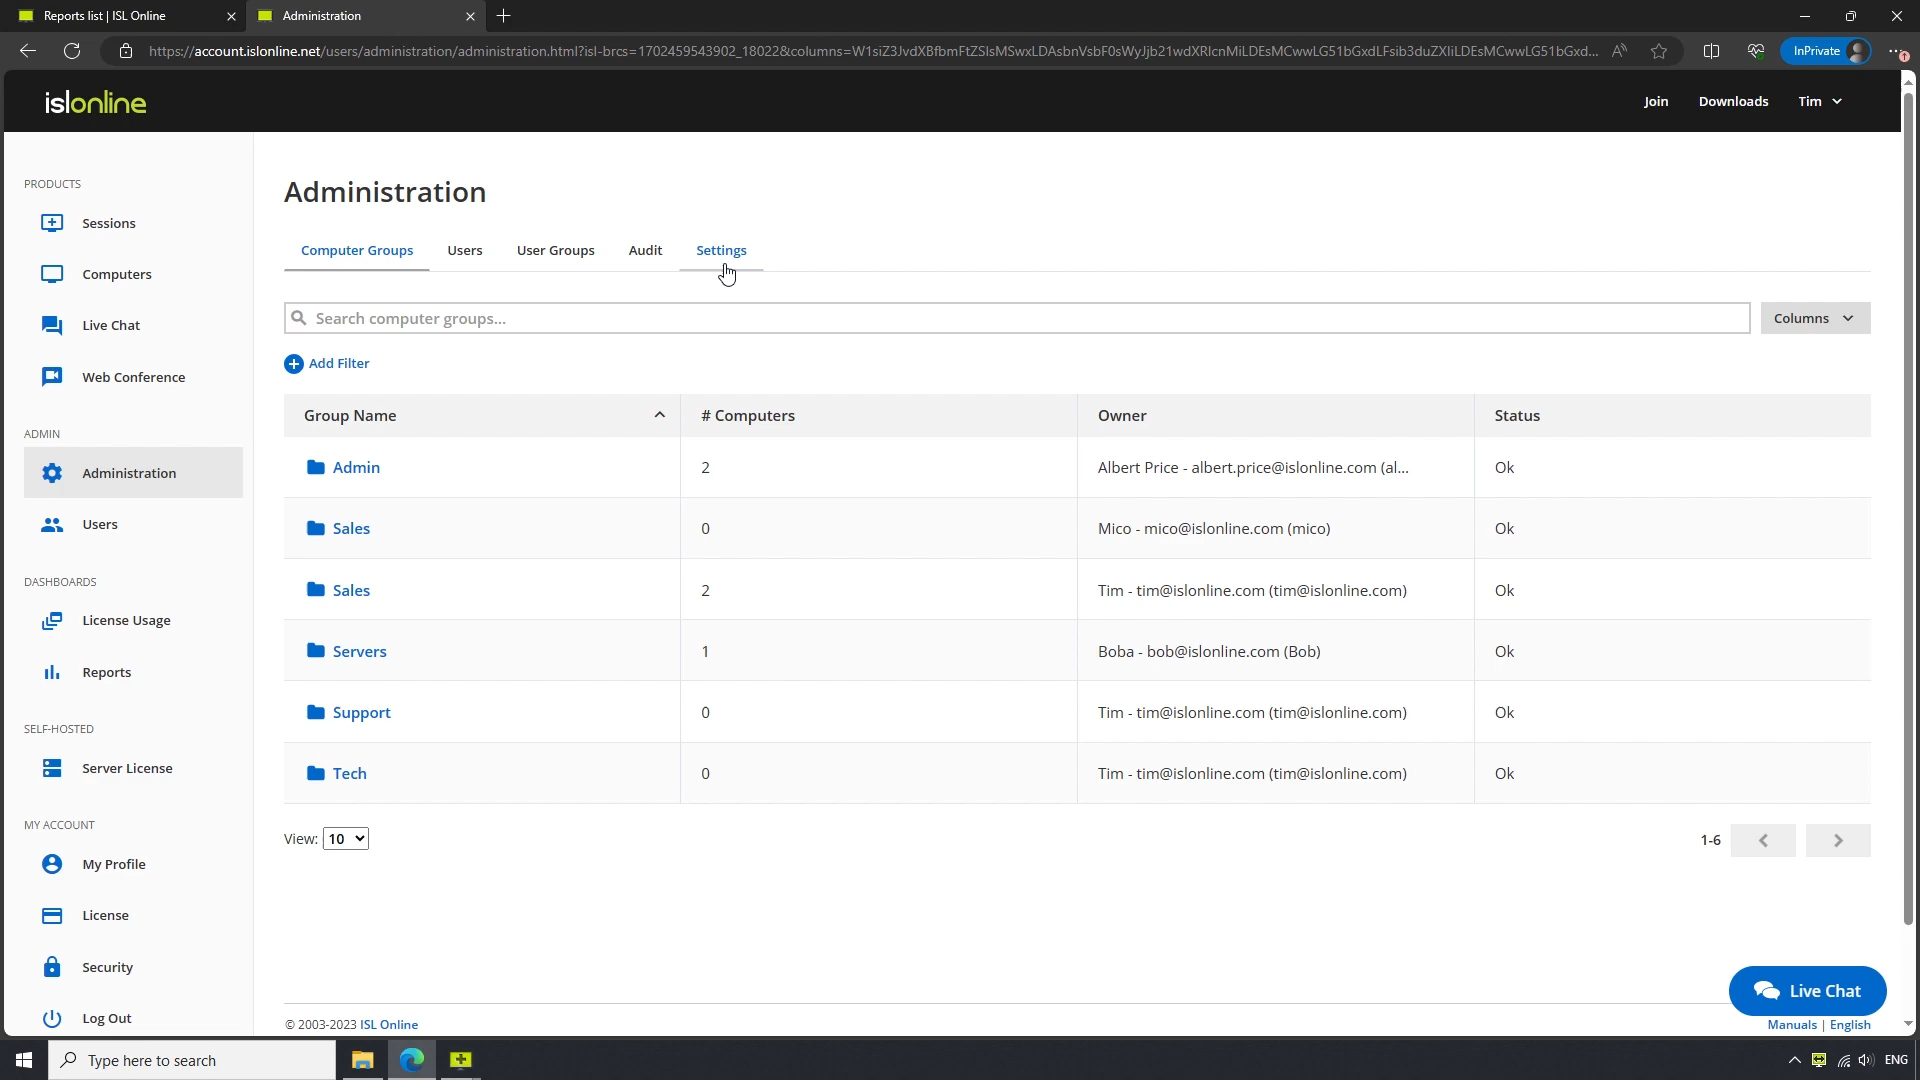 Reports list | ISL Online
Administration
https://account.islonline.net/users/administration/administration.html?isl-brcs=1702459543902_18022&columns=W1siZ3JvdXBfbmFtZSIsMSwxLDAsbnVsbF0sWyJjb21wdXRlcnMiLDEsMCwwLG51bGxdLFsib3duZXIiLDEsMCwwLG51bGxd...
InPrivate
islonline
Join
Downloads
Tim
PRODUCTS
Sessions
Computers
Live Chat
Web Conference
ADMIN
Administration
Users
DASHBOARDS
License Usage
Reports
SELF-HOSTED
Server License
MY ACCOUNT
My Profile
License
Security
Log Out
Administration
Computer Groups Users User Groups Audit Settings
Search computer groups...
Columns
Add Filter
Group Name # Computers Owner Status
Admin 2 Albert Price - albert.price@islonline.com (al... Ok
Sales 0 Mico - mico@islonline.com (mico) Ok
Sales 2 Tim - tim@islonline.com (tim@islonline.com) Ok
Servers 1 Boba - bob@islonline.com (Bob) Ok
Support 0 Tim - tim@islonline.com (tim@islonline.com) Ok
Tech 0 Tim - tim@islonline.com (tim@islonline.com) Ok
View: 10
1-6
Live Chat
© 2003-2023 ISL Online
Manuals | English
Type here to search
ENG